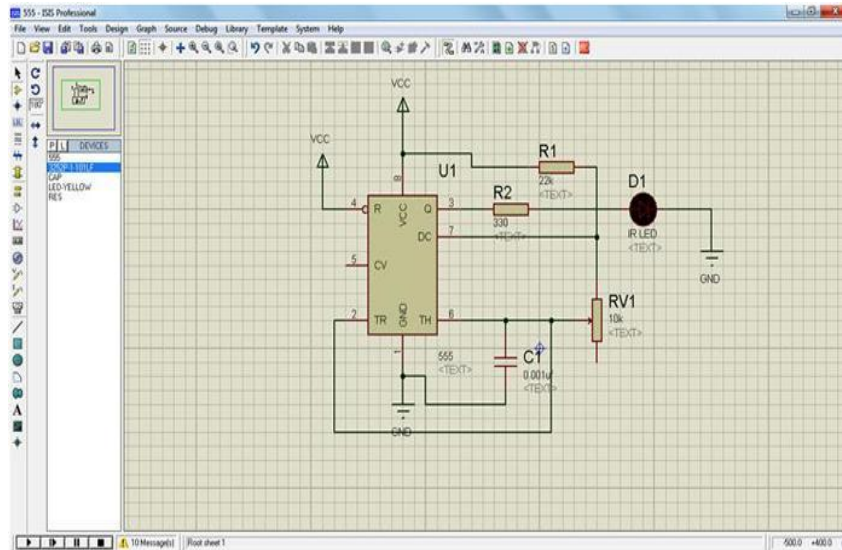 555 - ISIS Professional
File View Edit Tools Design Graph Source Debug Library Template System Help
P L DEVICES
555
CAP
LED-YELLOW
RES
VCC
VCC
U1
R1
22k
<TEXT>
R2
330
<TEXT>
D1
IR LED
<TEXT>
GND
8
VCC
4 R
Q 3
DC 7
5 CV
2 TR
TH 6
GND
1
555
<TEXT>
C1
0.001uf
<TEXT>
RV1
10k
<TEXT>
GND
10 Message(s) Root sheet 1 -500.0 +400.0